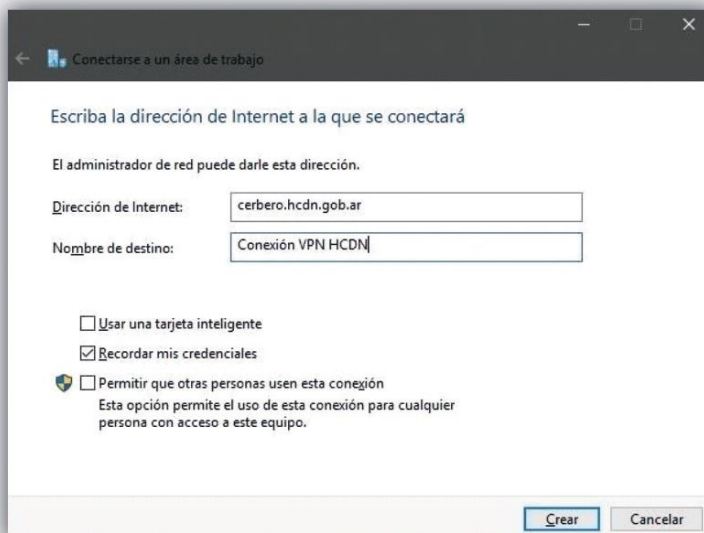 Conectarse a un área de trabajo
Escriba la dirección de Internet a la que se conectará
El administrador de red puede darle esta dirección.
Dirección de Internet:
cerbero.hcdn.gob.ar
Nombre de destino:
Conexión VPN HCDN
Usar una tarjeta inteligente
Recordar mis credenciales
Permitir que otras personas usen esta conexión
Esta opción permite el uso de esta conexión para cualquier
persona con acceso a este equipo.
Crear
Cancelar